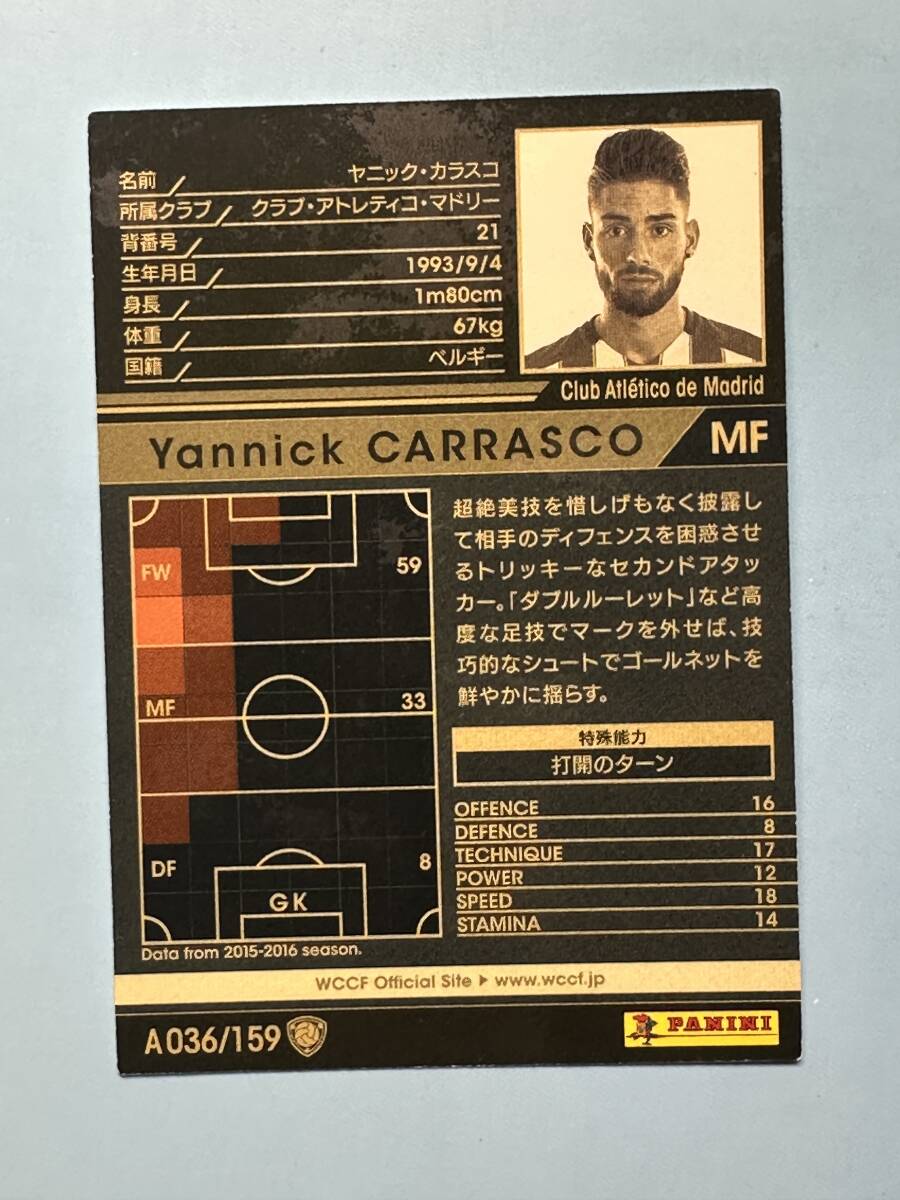 名前 ヤニック・カラスコ
所属クラブ クラブ・アトレティコ・マドリー
背番号 21
生年月日 1993/9/4
身長 1m80cm
体重 67kg
国籍 ベルギー
Club Atlético de Madrid
Yannick CARRASCO MF
FW 59
MF 33
DF 8
GK
Data from 2015-2016 season.
超絶美技を惜しげもなく披露し
て相手のディフェンスを困惑させ
るトリッキーなセカンドアタッ
カー。「ダブルルーレット」など高
度な足技でマークを外せば、技
巧的なシュートでゴールネットを
鮮やかに揺らす。
特殊能力
打開のターン
OFFENCE 16
DEFENCE 8
TECHNIQUE 17
POWER 12
SPEED 18
STAMINA 14
WCCF Official Site ▶ www.wccf.jp
A036/159
PANINI